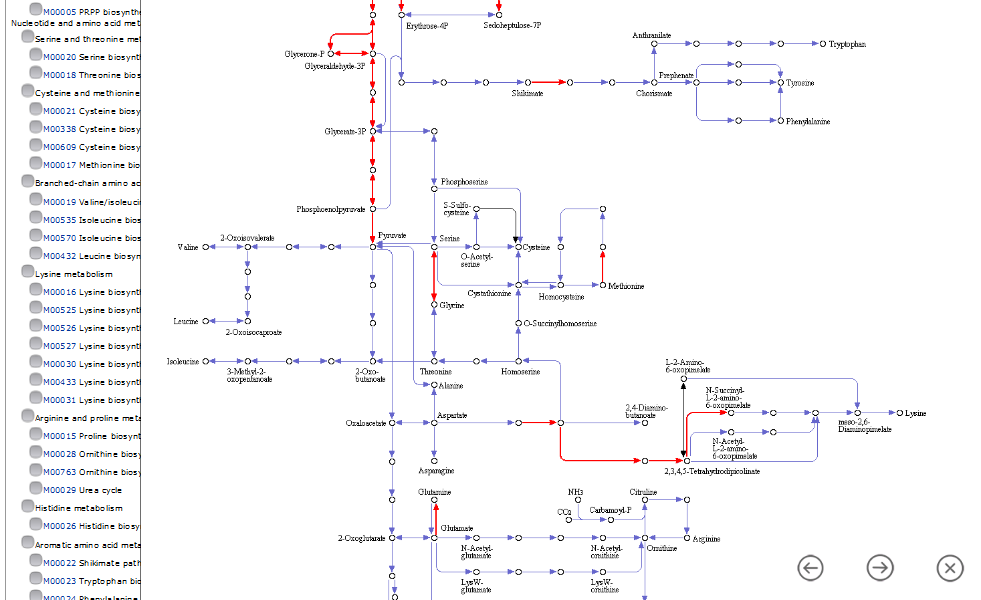 M00005 PRPP biosynth
Nucleotide and amino acid met
Serine and threonine met
M00020 Serine biosynt
M00018 Threonine bios
Cysteine and methionine
M00021 Cysteine biosy
M00338 Cysteine biosy
M00609 Cysteine biosy
M00017 Methionine bio
Branched-chain amino ac
M00019 Valine/isoleuci
M00535 Isoleucine bios
M00570 Isoleucine bios
M00432 Leucine biosyn
Lysine metabolism
M00016 Lysine biosynt
M00525 Lysine biosynt
M00526 Lysine biosynt
M00527 Lysine biosynt
M00030 Lysine biosynt
M00433 Lysine biosynt
M00031 Lysine biosynt
Arginine and proline meta
M00015 Proline biosynt
M00028 Ornithine biosy
M00763 Ornithine biosy
M00029 Urea cycle
Histidine metabolism
M00026 Histidine biosy
Aromatic amino acid meta
M00022 Shikimate path
M00023 Tryptophan bio
M00024 Phenylalanine
Erythrose-4P
Sedoheptulose-7P
Glycerone-P
Glyceraldehyde-3P
Anthranilate
Tryptophan
Prephenate
Tyrosine
Shikimate
Chorismate
Phenylalanine
Glycerate-3P
Phosphoserine
Phosphoenolpyruvate
S-Sulfo-
cysteine
Pyruvate
Valine
2-Oxoisovalerate
Serine
O-Acetyl-
serine
Cysteine
Cystathionine
Homocysteine
Methionine
Glycine
Leucine
2-Oxoisocaproate
O-Succinylhomoserine
Isoleucine
3-Methyl-2-
oxopentanoate
2-Oxo-
butanoate
Threonine
Homoserine
Alanine
L-2-Amino-
6-oxopimelate
N-Succinyl-
L-2-amino-
6-oxopimelate
Oxaloacetate
Aspartate
2,4-Diamino-
butanoate
Lysine
meso-2,6-
Diaminopimelate
N-Acetyl-
L-2-amino-
6-oxopimelate
Asparagine
2,3,4,5-Tetrahydrodipicolinate
Glutamine
NH3
Citrulline
CO2
Carbamoyl-P
2-Oxoglutarate
Glutamate
N-Acetyl-
glutamate
N-Acetyl-
ornithine
Ornithine
Arginine
LysW-
glutamate
LysW-
ornithine